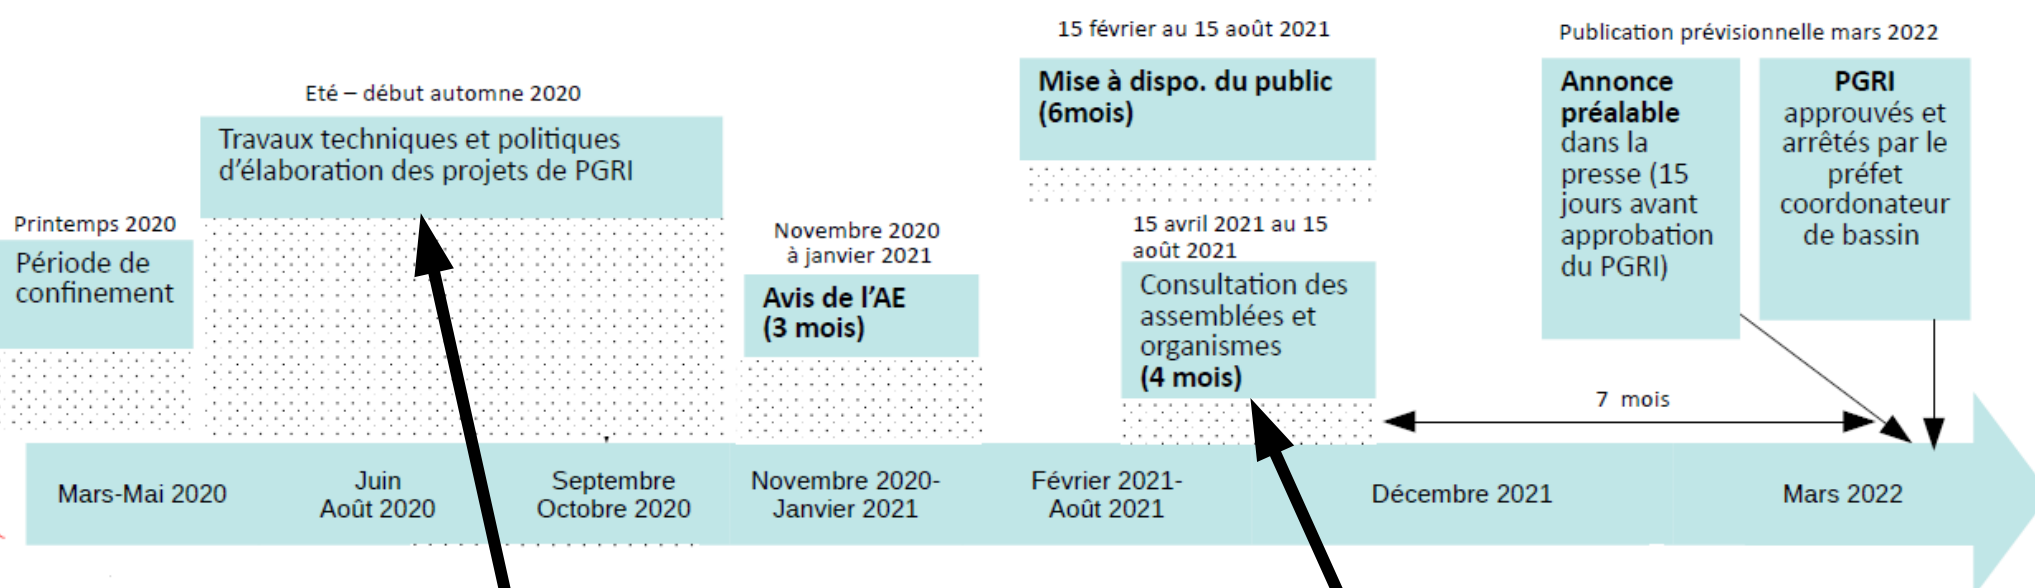 Printemps 2020
Période de
confinement
Eté – début automne 2020
Travaux techniques et politiques
d’élaboration des projets de PGRI
Novembre 2020
à janvier 2021
Avis de l’AE
(3 mois)
15 février au 15 août 2021
Mise à dispo. du public
(6mois)
15 avril 2021 au 15
août 2021
Consultation des
assemblées et
organismes
(4 mois)
Publication prévisionnelle mars 2022
Annonce
préalable
dans la
presse (15
jours avant
approbation
du PGRI)
PGRI
approuvés et
arrêtés par le
préfet
coordonateur
de bassin
7 mois
Mars-Mai 2020
Juin
Août 2020
Septembre
Octobre 2020
Novembre 2020-
Janvier 2021
Février 2021-
Août 2021
Décembre 2021
Mars 2022